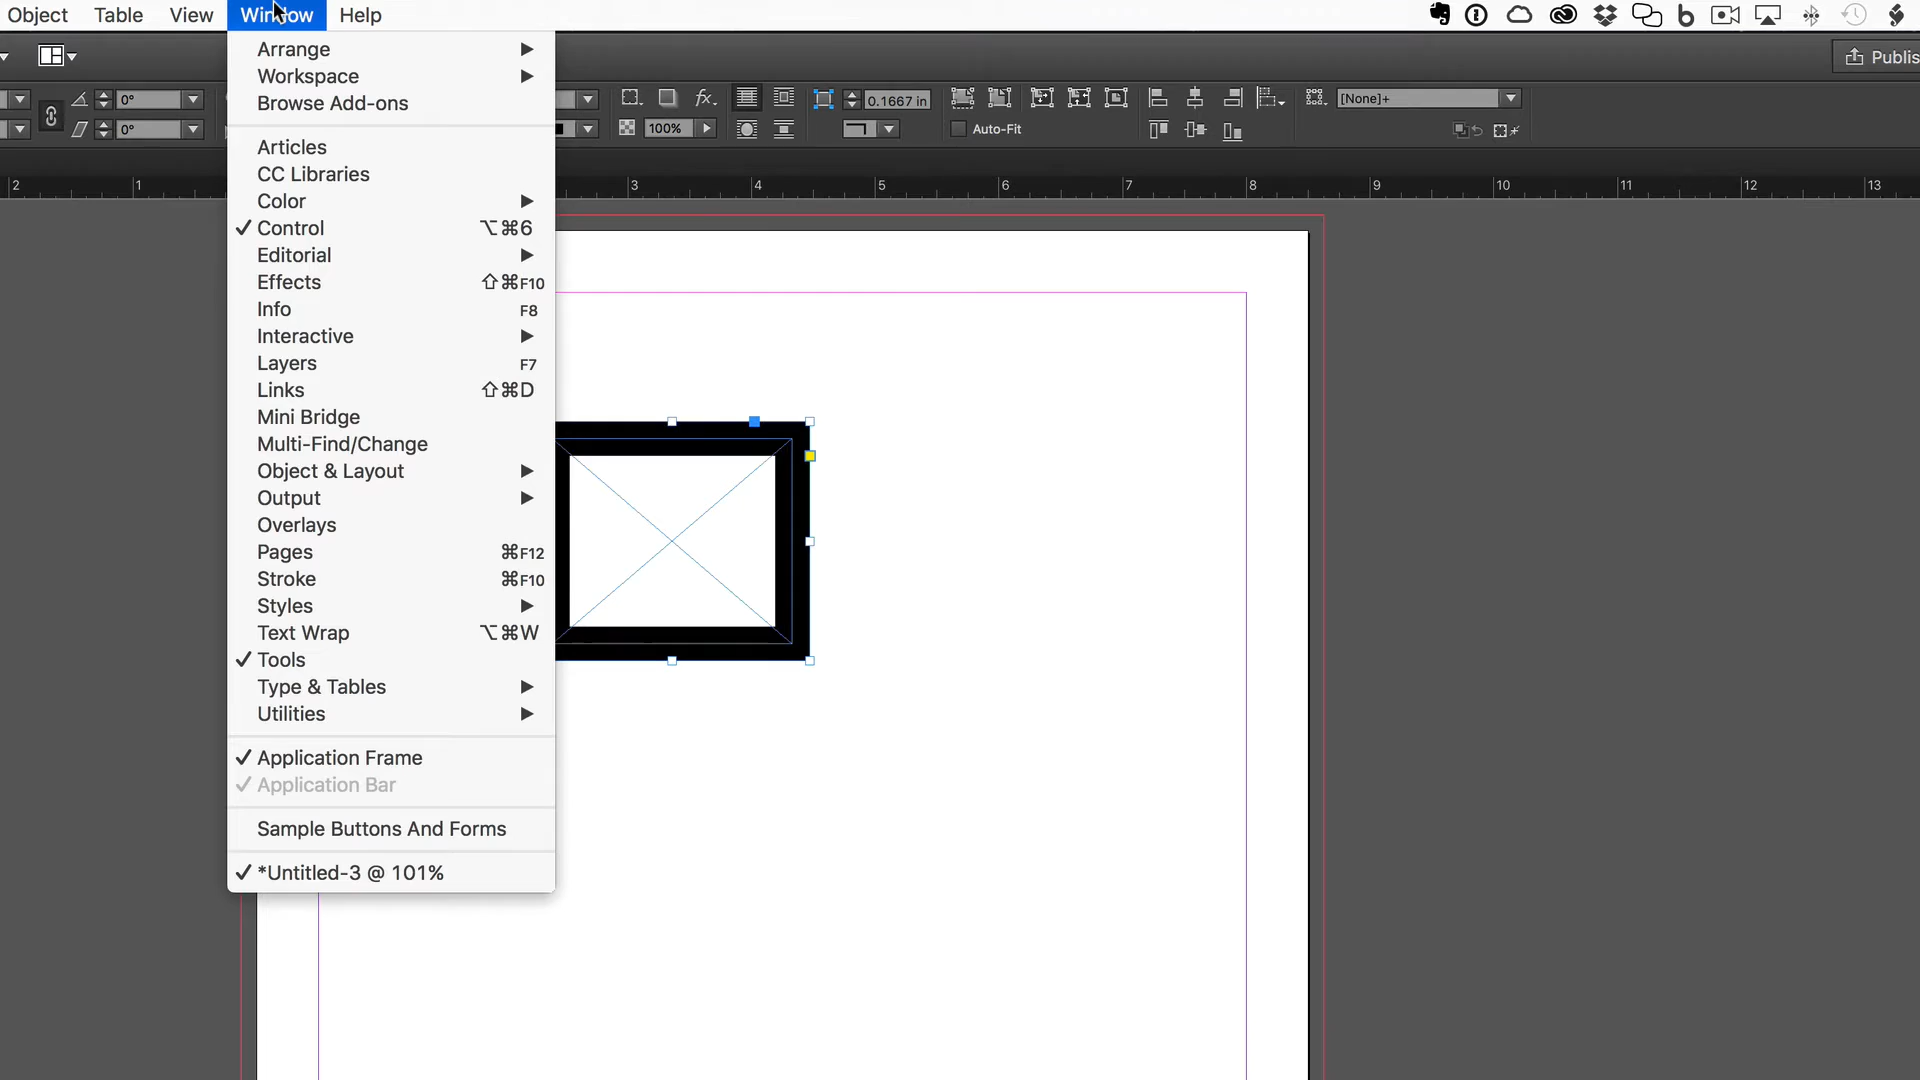 Object Table View Window Help
Publis
0° 0.1667 in [None]+
0° 100% Auto-Fit
2 1 3 4 5 6 7 8 9 10 11 12 13
Arrange
Workspace
Browse Add-ons
Articles
CC Libraries
Color
Control ⌥⌘6
Editorial
Effects ⇧⌘F10
Info F8
Interactive
Layers F7
Links ⇧⌘D
Mini Bridge
Multi-Find/Change
Object & Layout
Output
Overlays
Pages ⌘F12
Stroke ⌘F10
Styles
Text Wrap ⌥⌘W
Tools
Type & Tables
Utilities
Application Frame
Application Bar
Sample Buttons And Forms
*Untitled-3 @ 101%